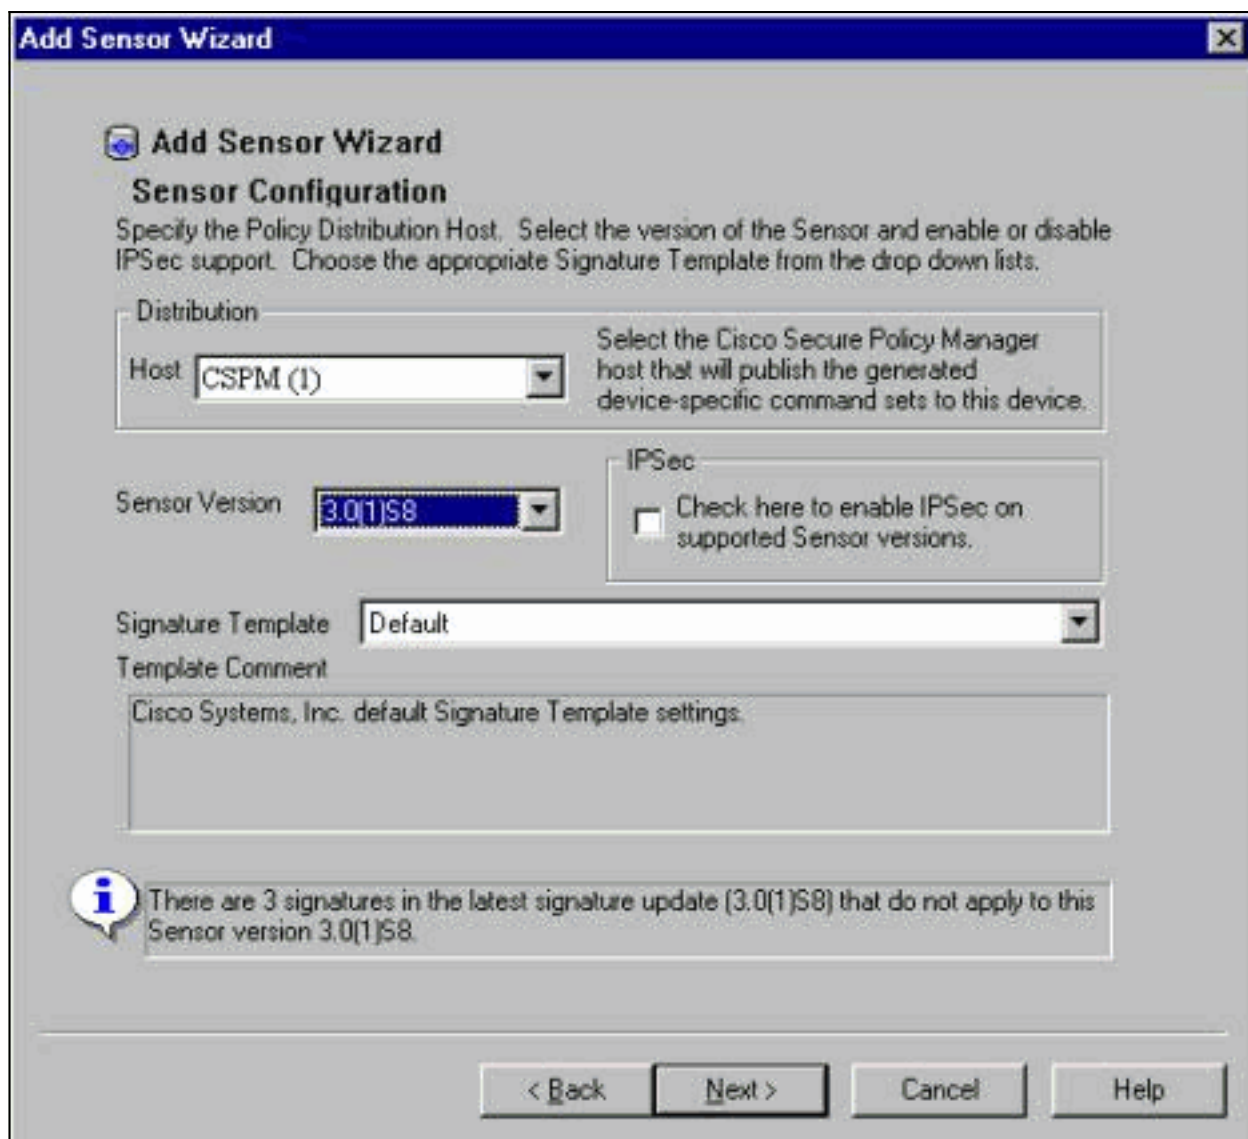 Add Sensor Wizard
Add Sensor Wizard
Sensor Configuration
Specify the Policy Distribution Host. Select the version of the Sensor and enable or disable
IPSec support. Choose the appropriate Signature Template from the drop down lists.
Distribution
Host CSPM (1)
Select the Cisco Secure Policy Manager
host that will publish the generated
device-specific command sets to this device.
Sensor Version 3.0(1)S8
IPSec
Check here to enable IPSec on
supported Sensor versions.
Signature Template Default
Template Comment
Cisco Systems, Inc. default Signature Template settings.
There are 3 signatures in the latest signature update (3.0(1)S8) that do not apply to this
Sensor version 3.0(1)S8.
< Back Next > Cancel Help